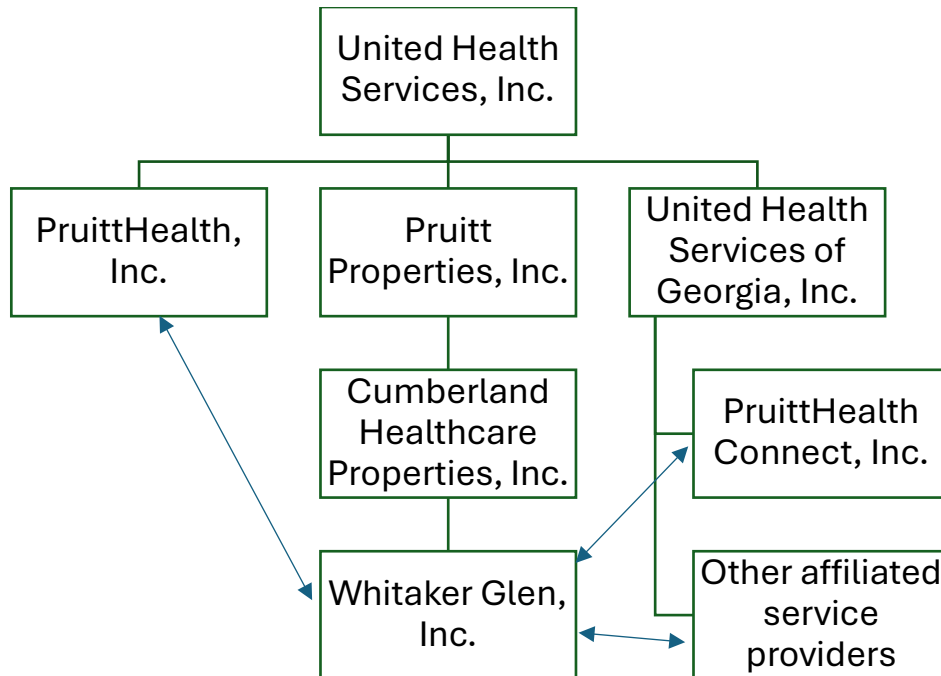 United Health
Services, Inc.
PruittHealth,
Inc.
Pruitt
Properties, Inc.
United Health
Services of
Georgia, Inc.
Cumberland
Healthcare
Properties, Inc.
PruittHealth
Connect, Inc.
Whitaker Glen,
Inc.
Other affiliated
service
providers